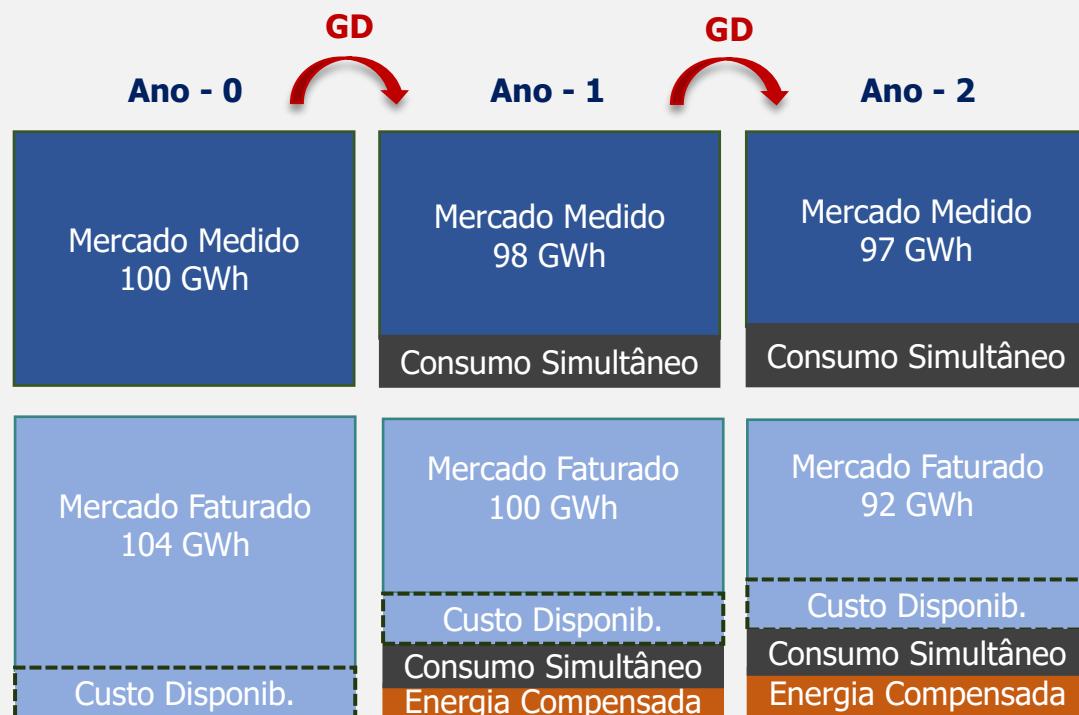 GD
GD
Ano - 0
Ano - 1
Ano - 2
Mercado Medido
100 GWh
Mercado Medido
98 GWh
Mercado Medido
97 GWh
Consumo Simultâneo
Consumo Simultâneo
Mercado Faturado
104 GWh
Mercado Faturado
100 GWh
Mercado Faturado
92 GWh
Custo Disponib.
Custo Disponib.
Custo Disponib.
Consumo Simultâneo
Consumo Simultâneo
Energia Compensada
Energia Compensada